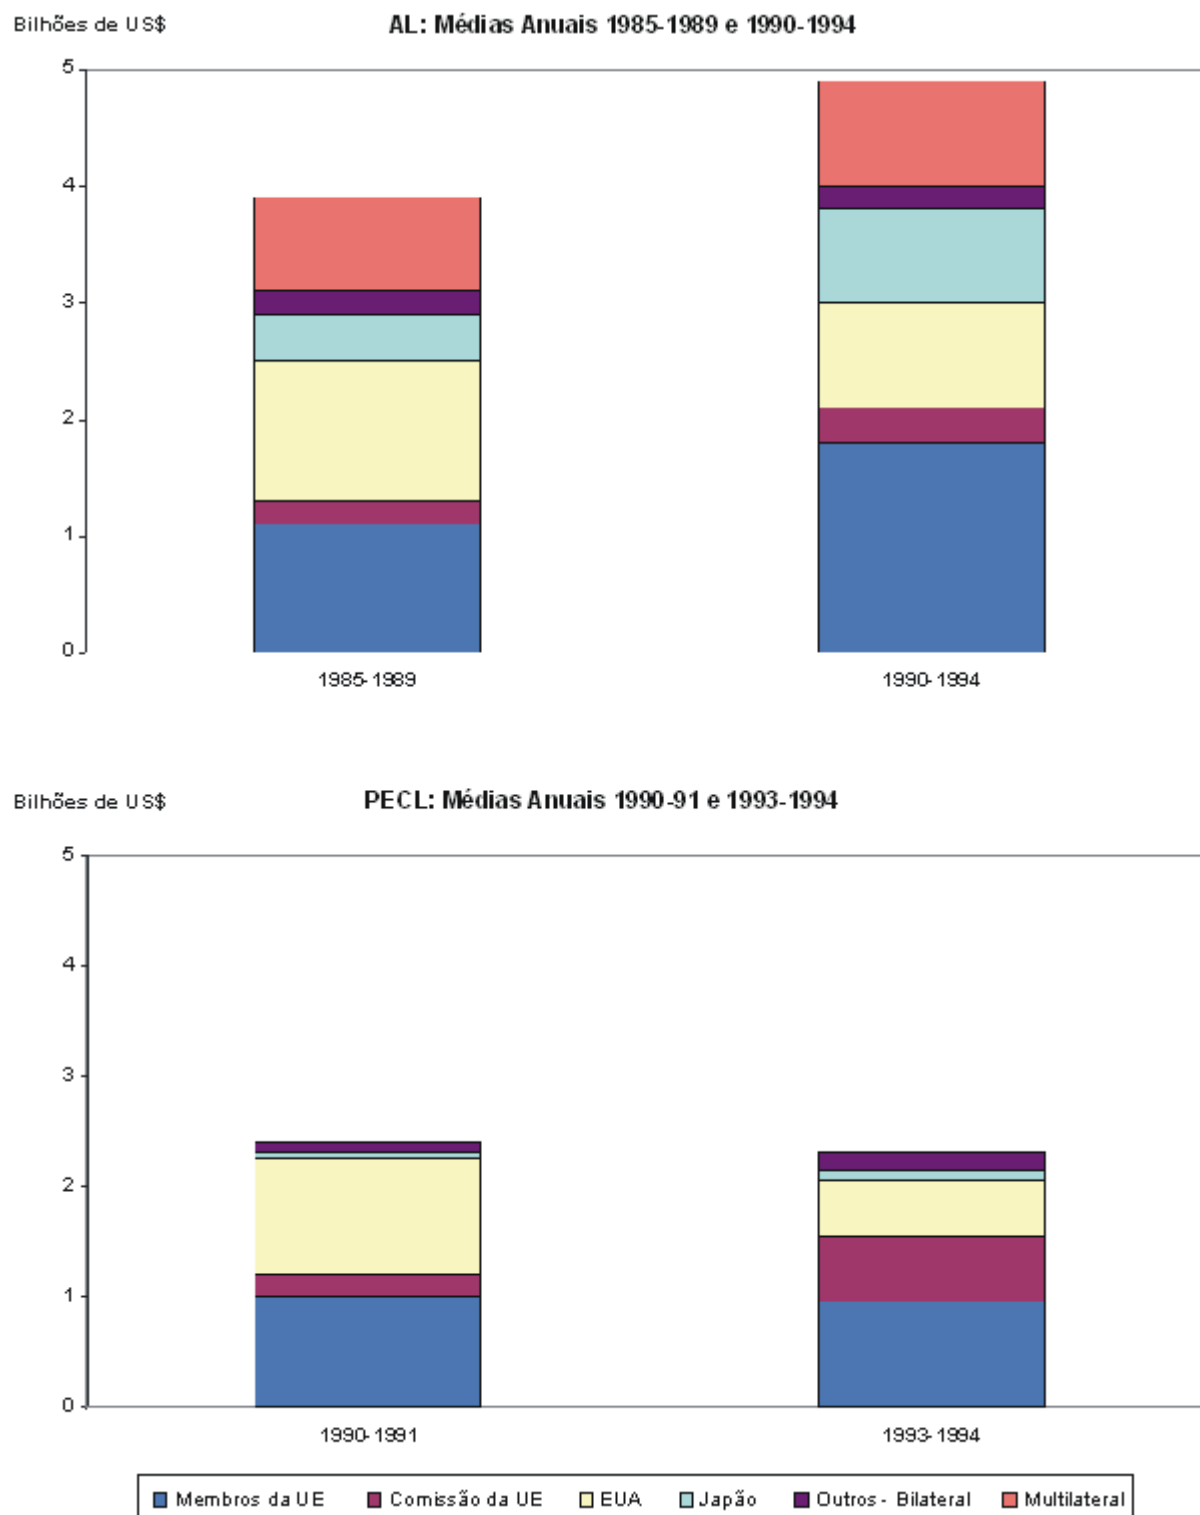 Bilhões de US$
AL: Médias Anuais 1985-1989 e 1990-1994
5
4
3
2
1
0
1985-1989
1990-1994
Bilhões de US$
PECL: Médias Anuais 1990-91 e 1993-1994
5
4
3
2
1
0
1990-1991
1993-1994
Membros da UE
Comissão da UE
EUA
Japão
Outros - Bilateral
Multilateral